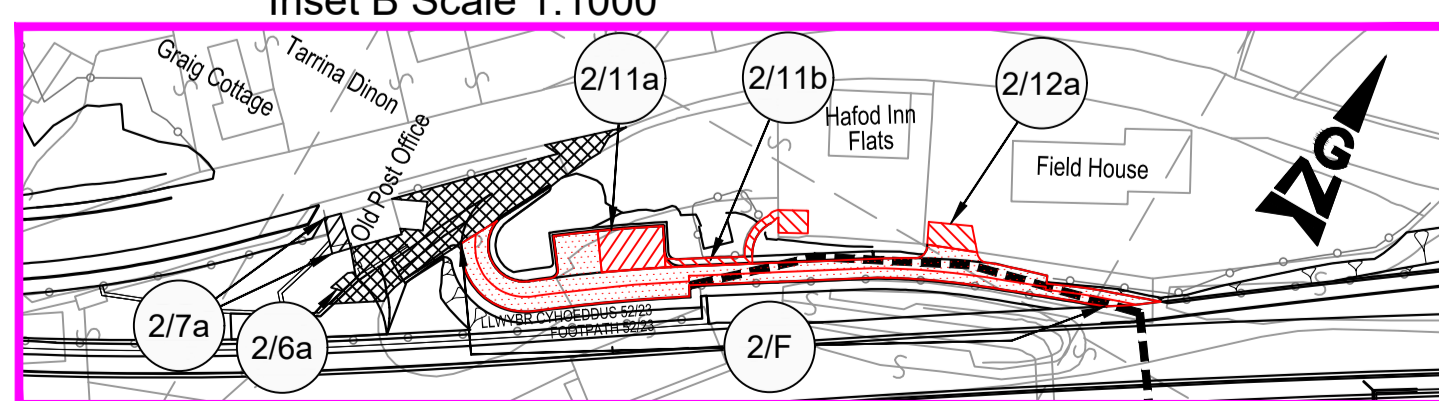 Inset B Scale 1:1000
Graig Cottage
Tarrina Dinon
Old Post Office
2/11a
2/11b
2/12a
Hafod Inn
Flats
Field House
N
G
2/7a
2/6a
2/F
LLWYBR CYHOEDDUS 52/23
FOOTPATH 52/23